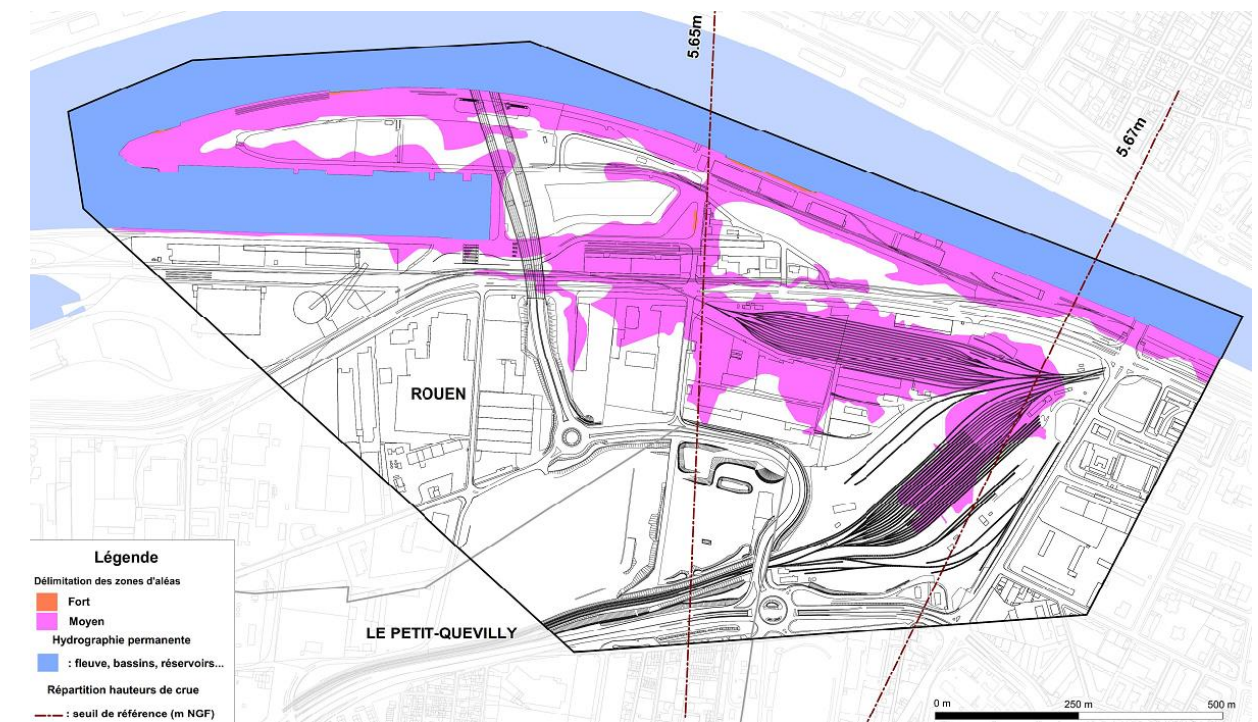 5.65m
5.67m
ROUEN
LE PETIT-QUEVILLY
Légende
Délimitation des zones d'aléas
Fort
Moyen
Hydrographie permanente
: fleuve, bassins, réservoirs...
Répartition hauteurs de crue
: seuil de référence (m NGF)
0 m
250 m
500 m